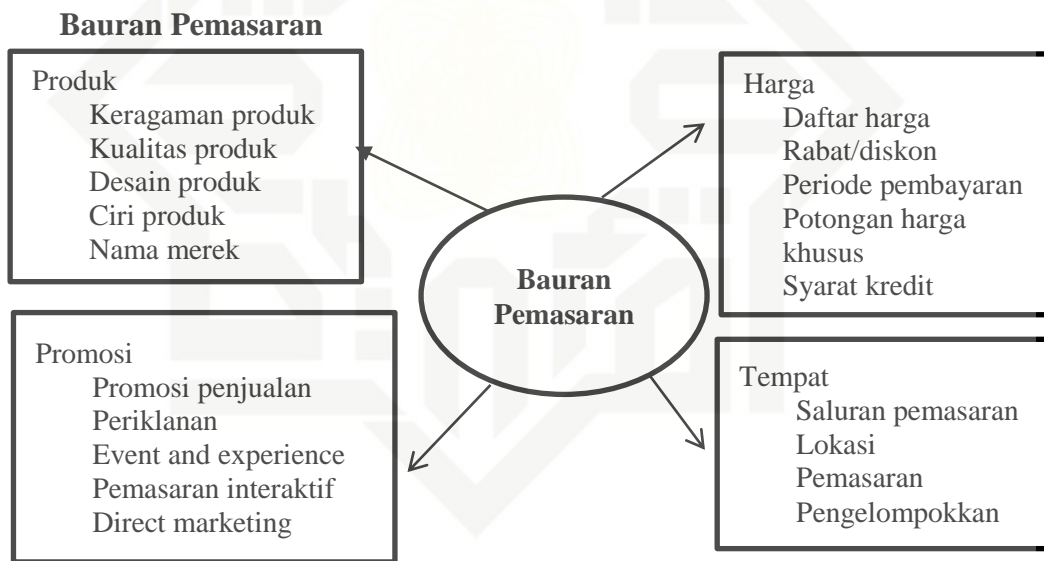 Bauran Pemasaran
Produk
Keragaman produk
Kualitas produk
Desain produk
Ciri produk
Nama merek
Harga
Daftar harga
Rabat/diskon
Periode pembayaran
Potongan harga
khusus
Syarat kredit
Bauran
Pemasaran
Promosi
Promosi penjualan
Periklanan
Event and experience
Pemasaran interaktif
Direct marketing
Tempat
Saluran pemasaran
Lokasi
Pemasaran
Pengelompokkan